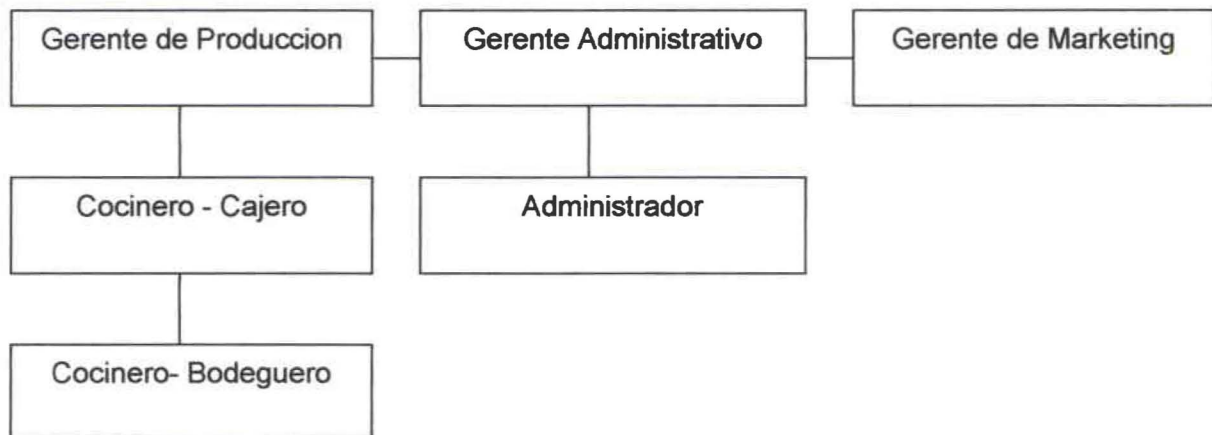 Gerente de Produccion
Gerente Administrativo
Gerente de Marketing
Cocinero - Cajero
Administrador
Cocinero- Bodeguero